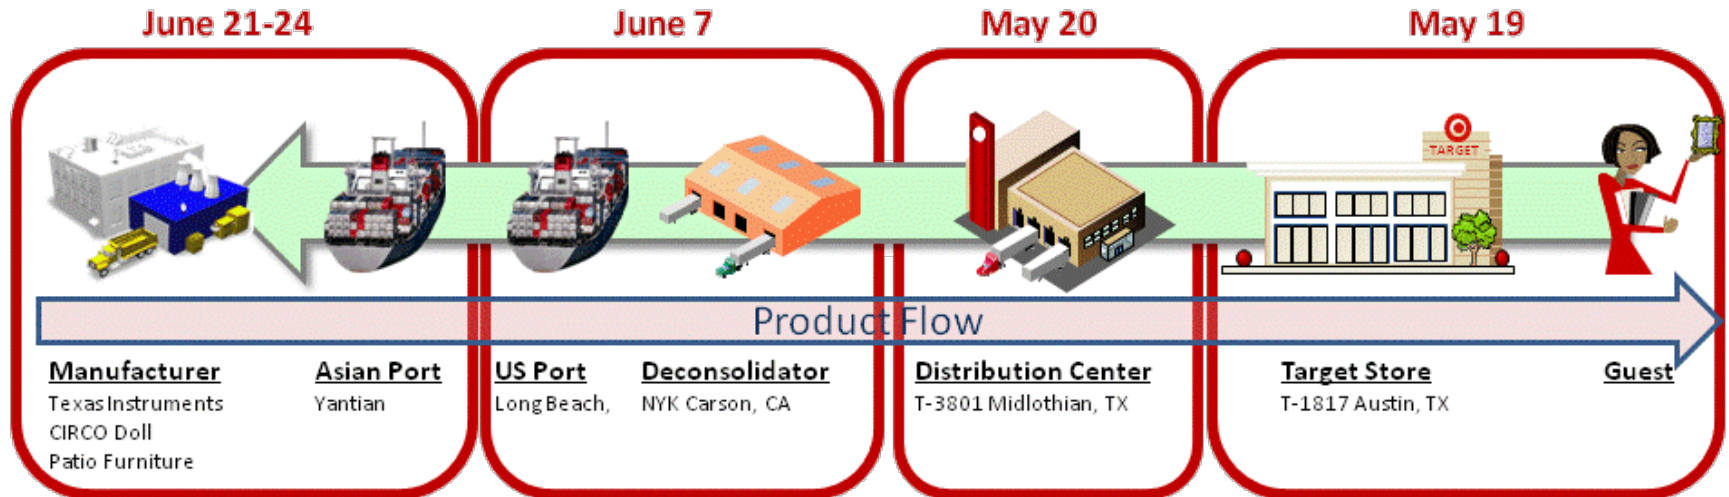 June 21-24
June 7
May 20
May 19
TARGET
Product Flow
Manufacturer
Texas Instruments
CIRCO Doll
Patio Furniture
Asian Port
Yantian
US Port
Long Beach,
Deconsolidator
NYK Carson, CA
Distribution Center
T-3801 Midlothian, TX
Target Store
T-1817 Austin, TX
Guest